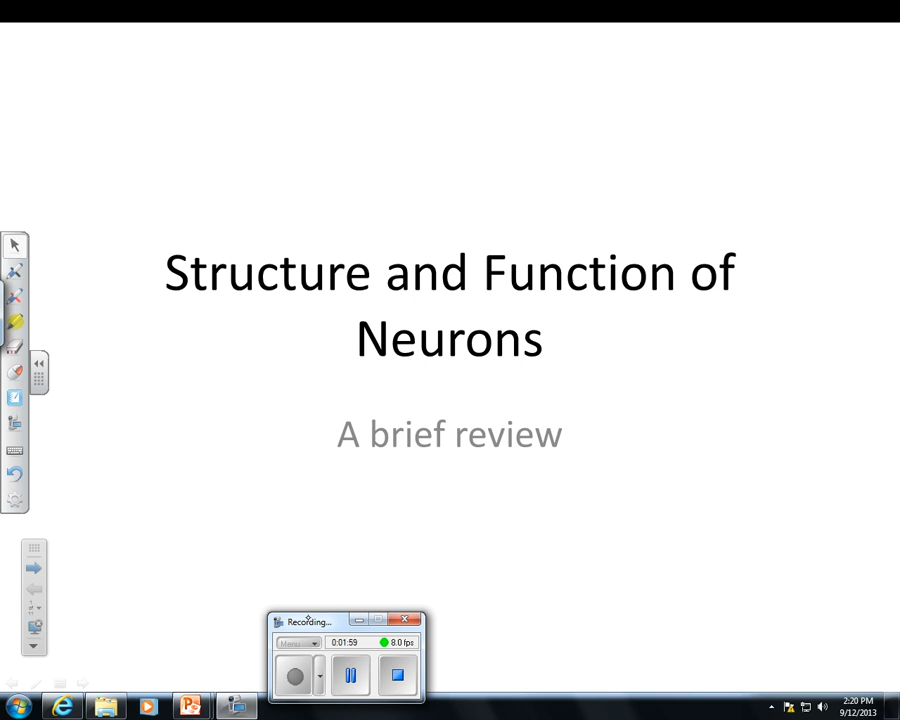 Structure and Function of
Neurons
A brief review
Recording...
Menu
0:01:59
8.0 fps
2:20 PM
9/12/2013